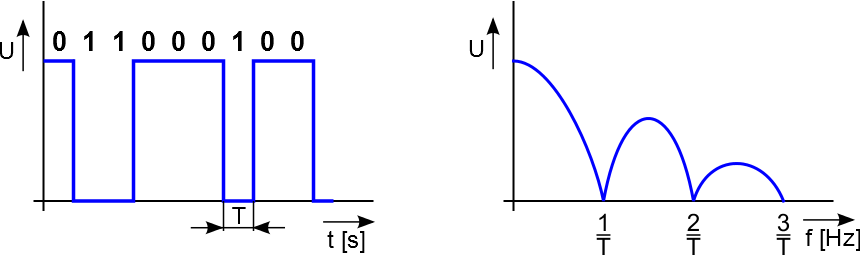 U
0 1 1 0 0 0 1 0 0
T
t [s]
U
1/T
2/T
3/T
f [Hz]